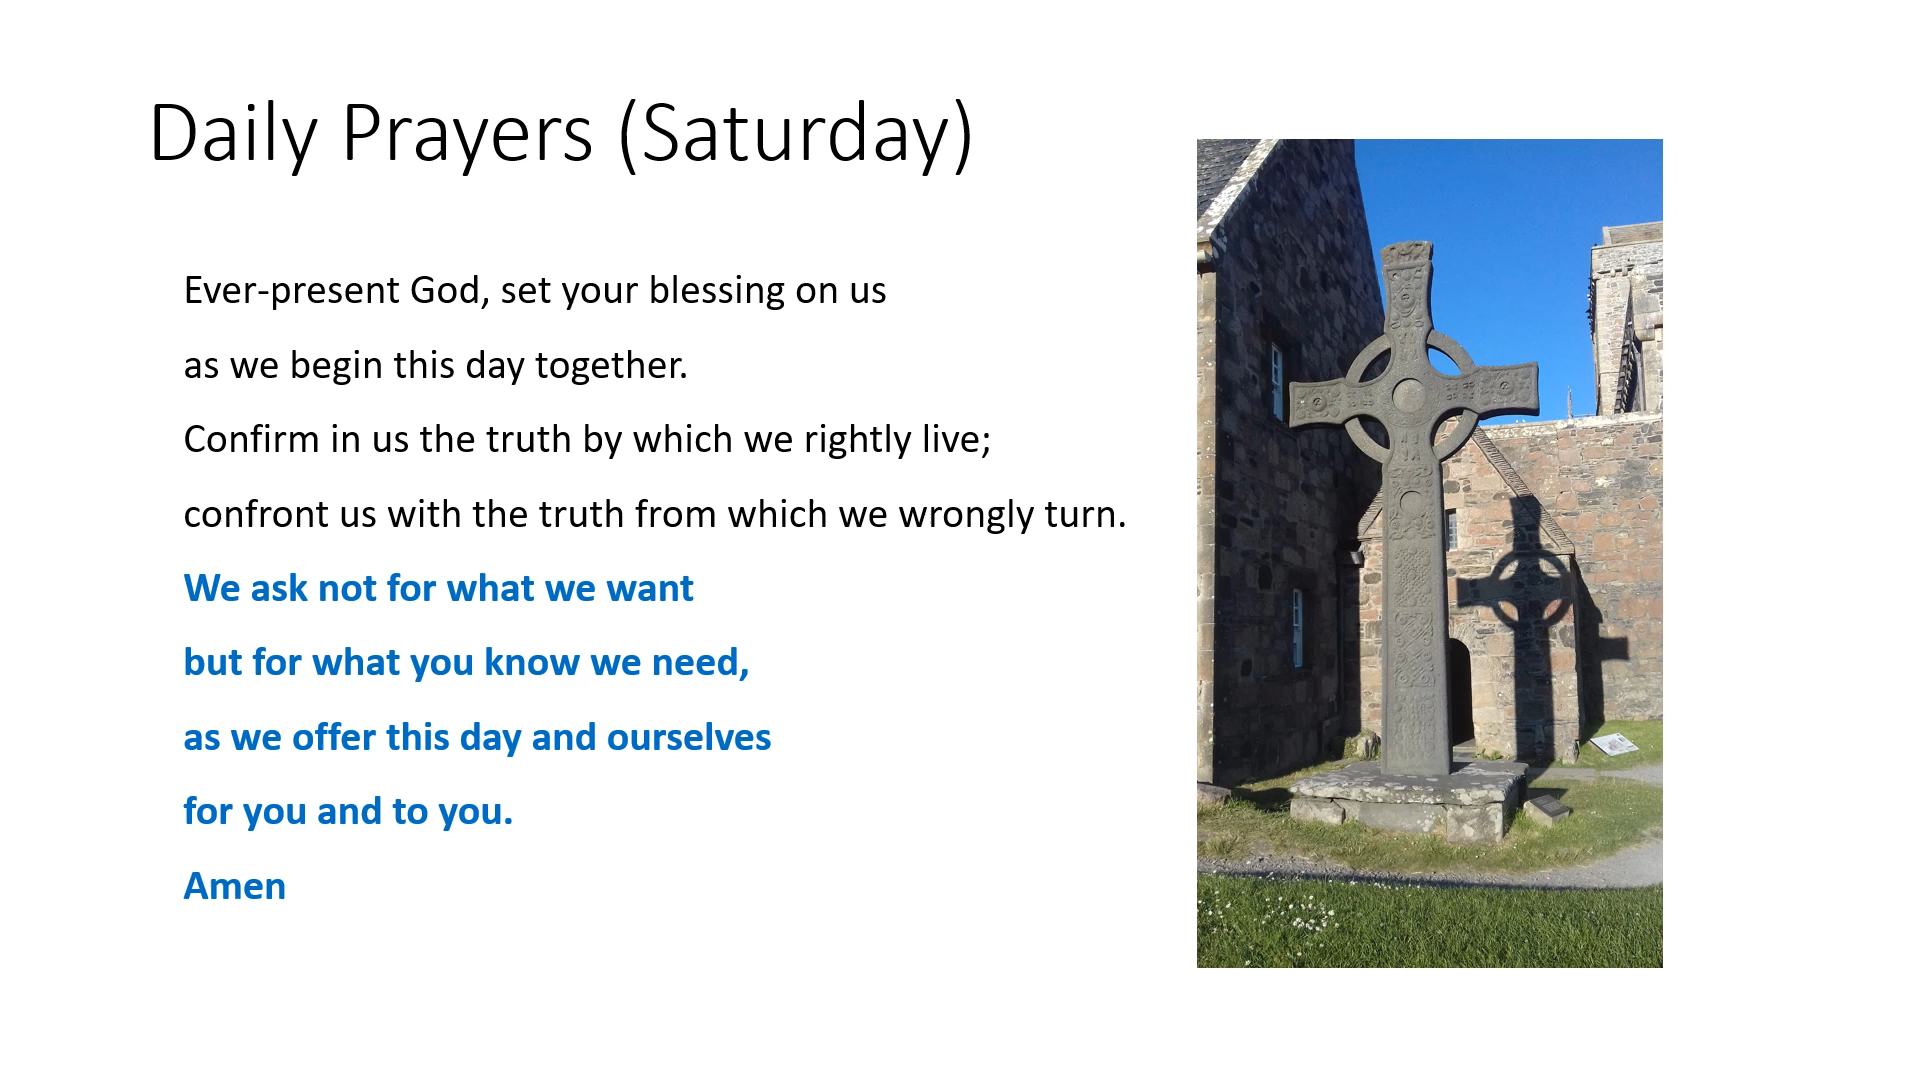 Daily Prayers (Saturday)
Ever-present God, set your blessing on us
as we begin this day together.
Confirm in us the truth by which we rightly live;
confront us with the truth from which we wrongly turn.
We ask not for what we want
but for what you know we need,
as we offer this day and ourselves
for you and to you.
Amen